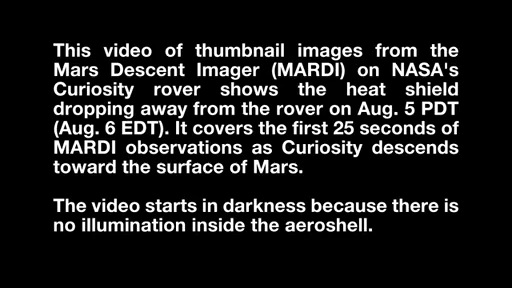 This video of thumbnail images from the
Mars Descent Imager (MARDI) on NASA's
Curiosity rover shows the heat shield
dropping away from the rover on Aug. 5 PDT
(Aug. 6 EDT). It covers the first 25 seconds of
MARDI observations as Curiosity descends
toward the surface of Mars.
The video starts in darkness because there is
no illumination inside the aeroshell.